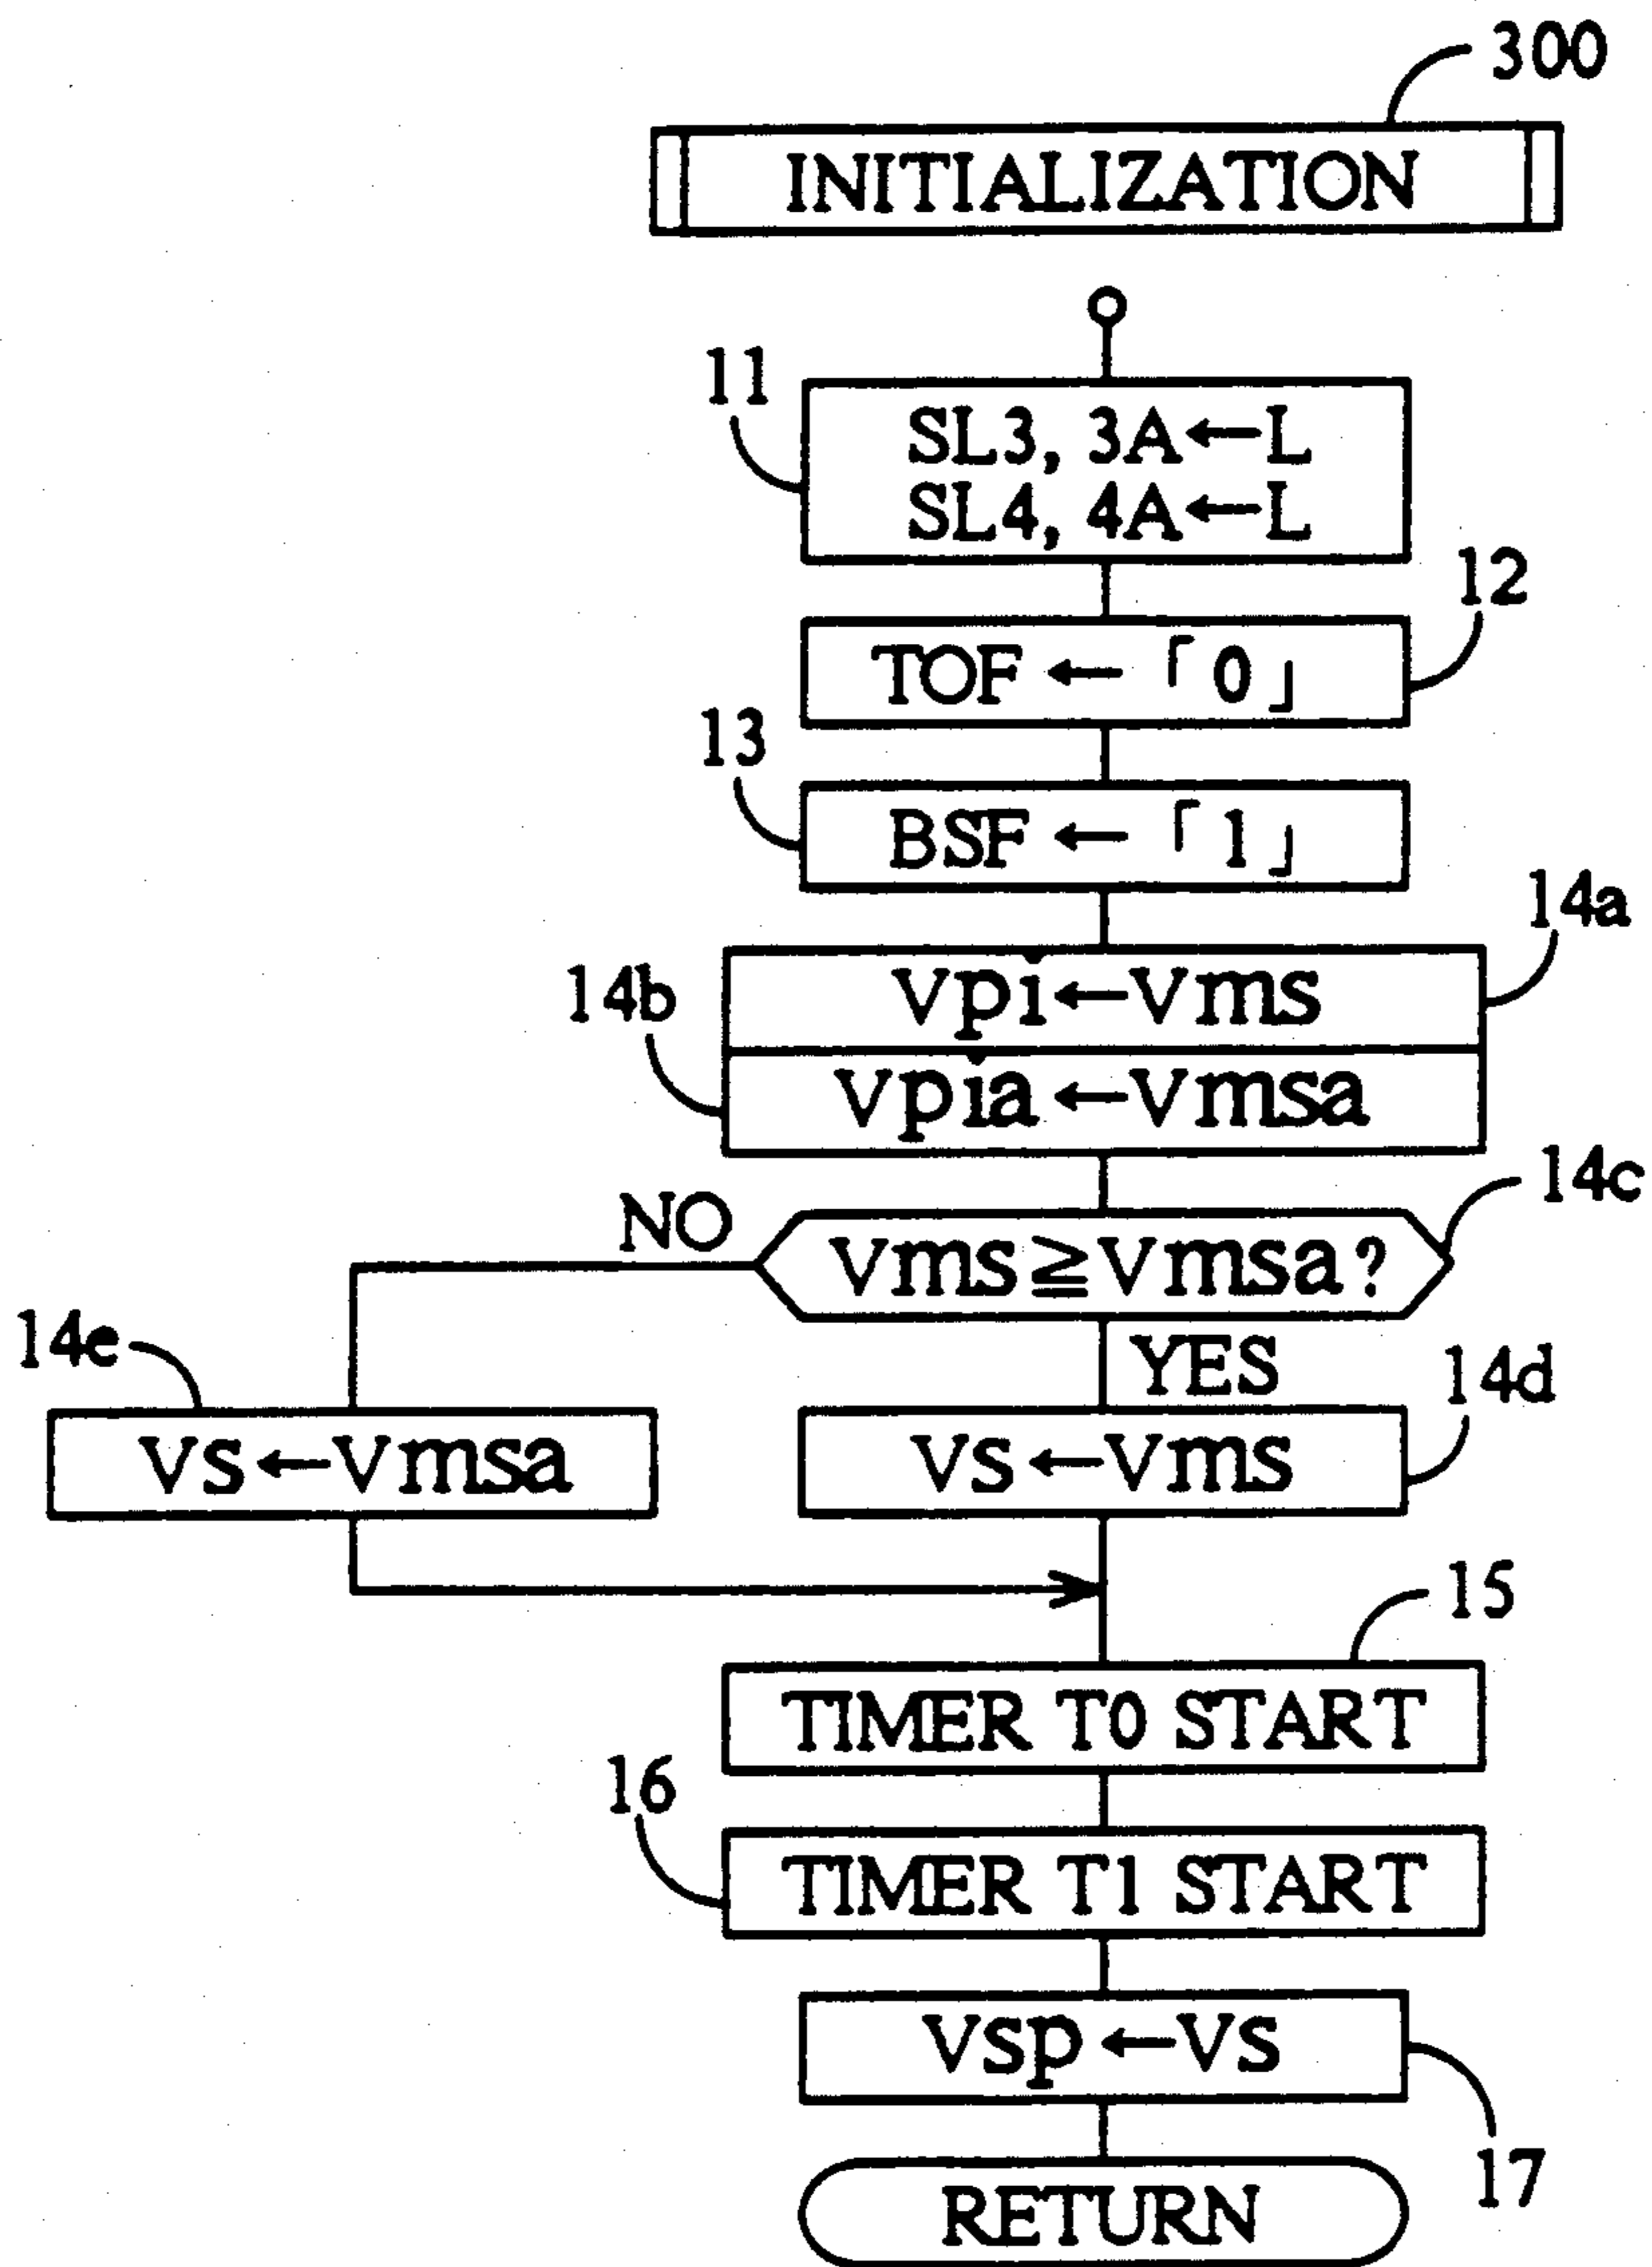 300
INITIALIZATION
11
SL3, 3A←L
SL4, 4A←L
12
TOF ← 「0」
13
BSF ← 「1」
14a
Vpi←Vms
14b
Vpia←Vmsa
14c
NO
Vms≧Vmsa?
YES
14e
14d
Vs←Vmsa
Vs←Vms
15
TIMER T0 START
16
TIMER T1 START
Vsp←Vs
17
RETURN